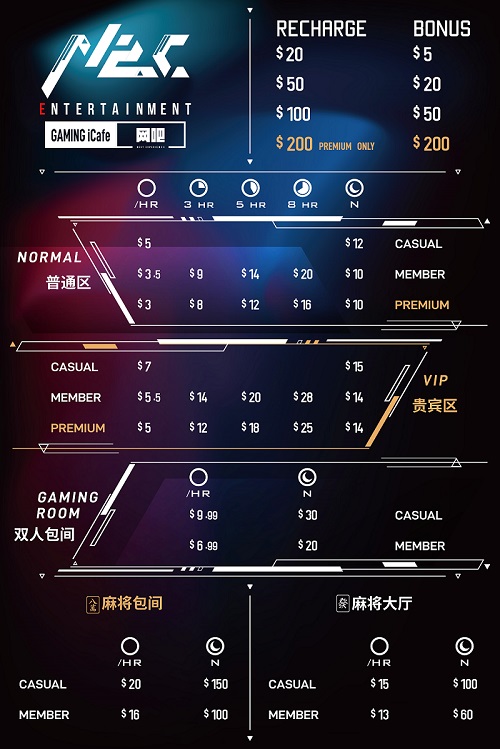 N2C
ENTERTAINMENT
GAMING iCafe 网吧
RECHARGE BONUS
$20 $5
$50 $20
$100 $50
$200 PREMIUM ONLY $200
/HR 3 HR 5 HR 8 HR N
NORMAL
普通区
$5 $12 CASUAL
$3.5 $9 $14 $20 $10 MEMBER
$3 $8 $12 $16 $10 PREMIUM
VIP
贵宾区
CASUAL $7 $15
MEMBER $5.5 $14 $20 $28 $14
PREMIUM $5 $12 $18 $25 $14
GAMING
ROOM
双人包间
/HR N
$9.99 $30 CASUAL
$6.99 $20 MEMBER
麻将包间
/HR N
CASUAL $20 $150
MEMBER $16 $100
發 麻将大厅
/HR N
CASUAL $15 $100
MEMBER $13 $60